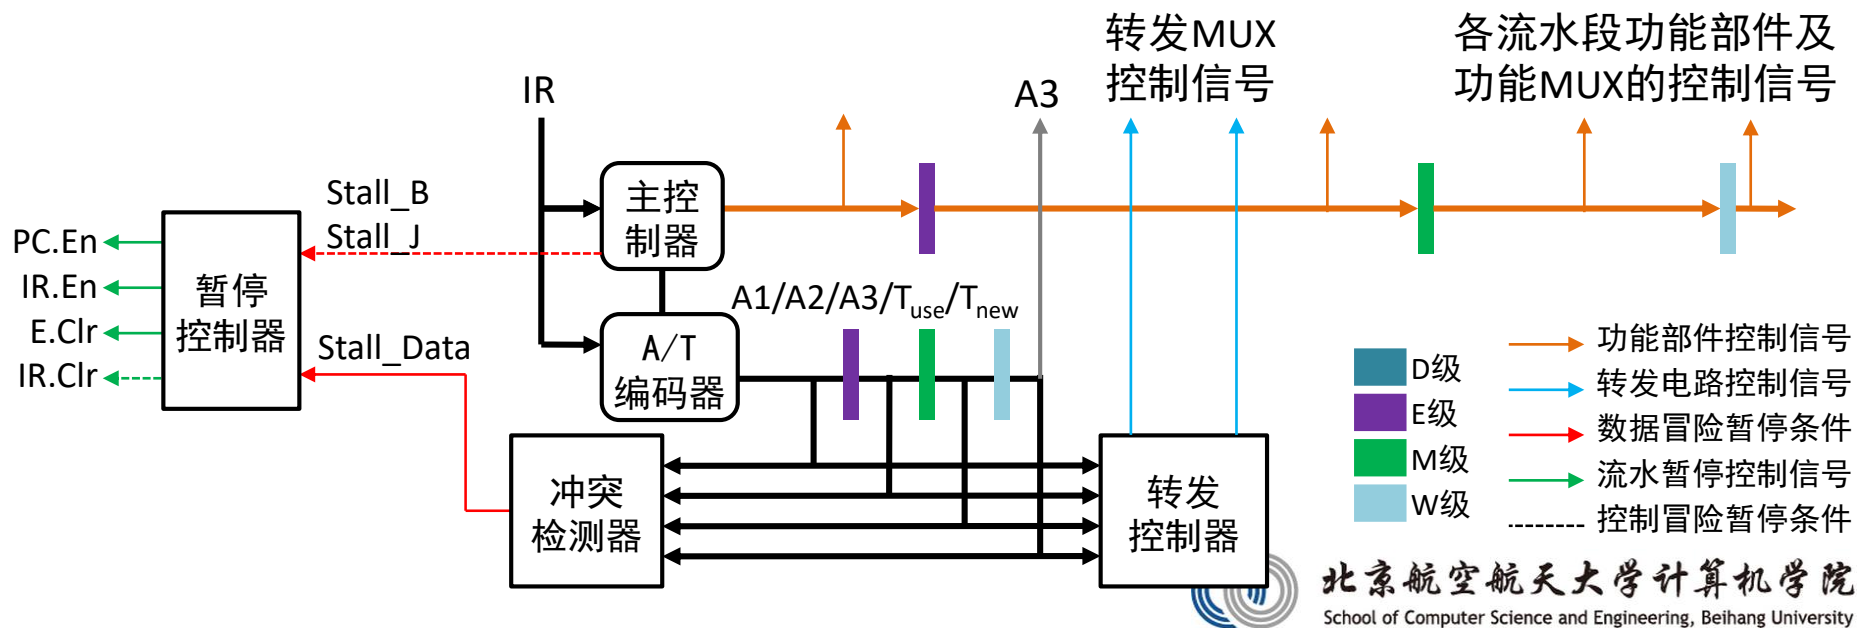 转发MUX
控制信号
各流水段功能部件及
功能MUX的控制信号
IR
A3
主控
制器
Stall_B
Stall_J
PC.En
IR.En
E.Clr
IR.Clr
暂停
控制器
A1/A2/A3/Tuse/Tnew
A/T
编码器
Stall_Data
冲突
检测器
转发
控制器
D级
E级
M级
W级
功能部件控制信号
转发电路控制信号
数据冒险暂停条件
流水暂停控制信号
控制冒险暂停条件
北京航空航天大学计算机学院
School of Computer Science and Engineering, Beihang University